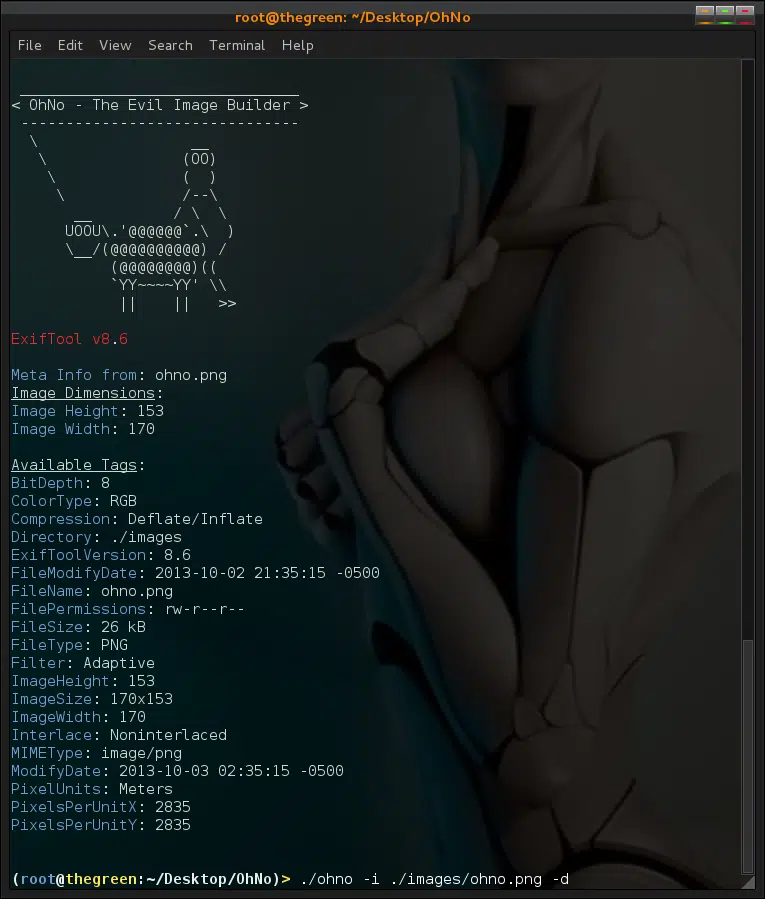 root@thegreen: ~/Desktop/OhNo
File Edit View Search Terminal Help
 _______________________________
< OhNo - The Evil Image Builder >
 -------------------------------
  \                 __
   \               (OO)
    \              (  )
     \             /--\
       __         / \  \
      UOOU\.'@@@@@@`.\  )
      \__/(@@@@@@@@@@) /
           (@@@@@@@@)((
           `YY~~~~YY' \\
            ||    ||   >>
ExifTool v8.6
Meta Info from: ohno.png
Image Dimensions:
Image Height: 153
Image Width: 170
Available Tags:
BitDepth: 8
ColorType: RGB
Compression: Deflate/Inflate
Directory: ./images
ExifToolVersion: 8.6
FileModifyDate: 2013-10-02 21:35:15 -0500
FileName: ohno.png
FilePermissions: rw-r--r--
FileSize: 26 kB
FileType: PNG
Filter: Adaptive
ImageHeight: 153
ImageSize: 170x153
ImageWidth: 170
Interlace: Noninterlaced
MIMEType: image/png
ModifyDate: 2013-10-03 02:35:15 -0500
PixelUnits: Meters
PixelsPerUnitX: 2835
PixelsPerUnitY: 2835
(root@thegreen:~/Desktop/OhNo)> ./ohno -i ./images/ohno.png -d